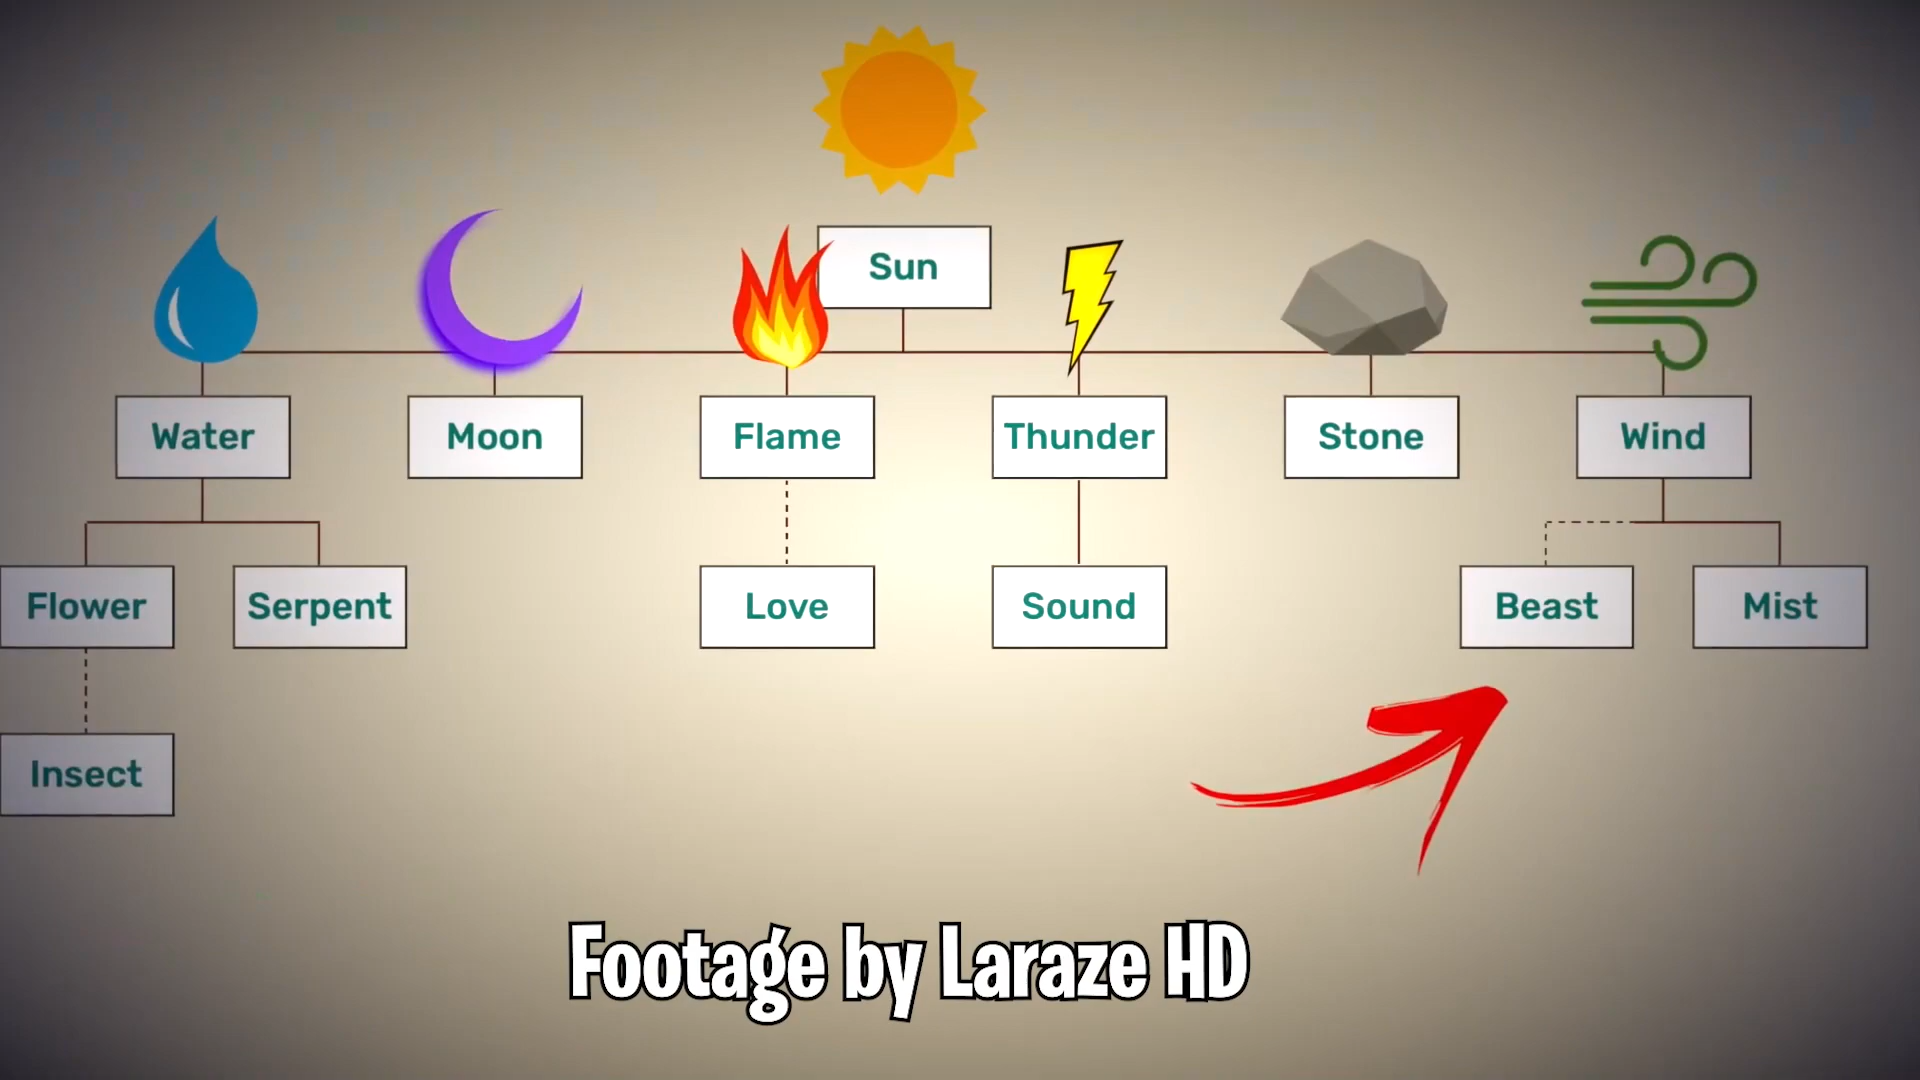 Sun
Water
Moon
Flame
Thunder
Stone
Wind
Flower
Serpent
Love
Sound
Beast
Mist
Insect
Footage by Laraze HD